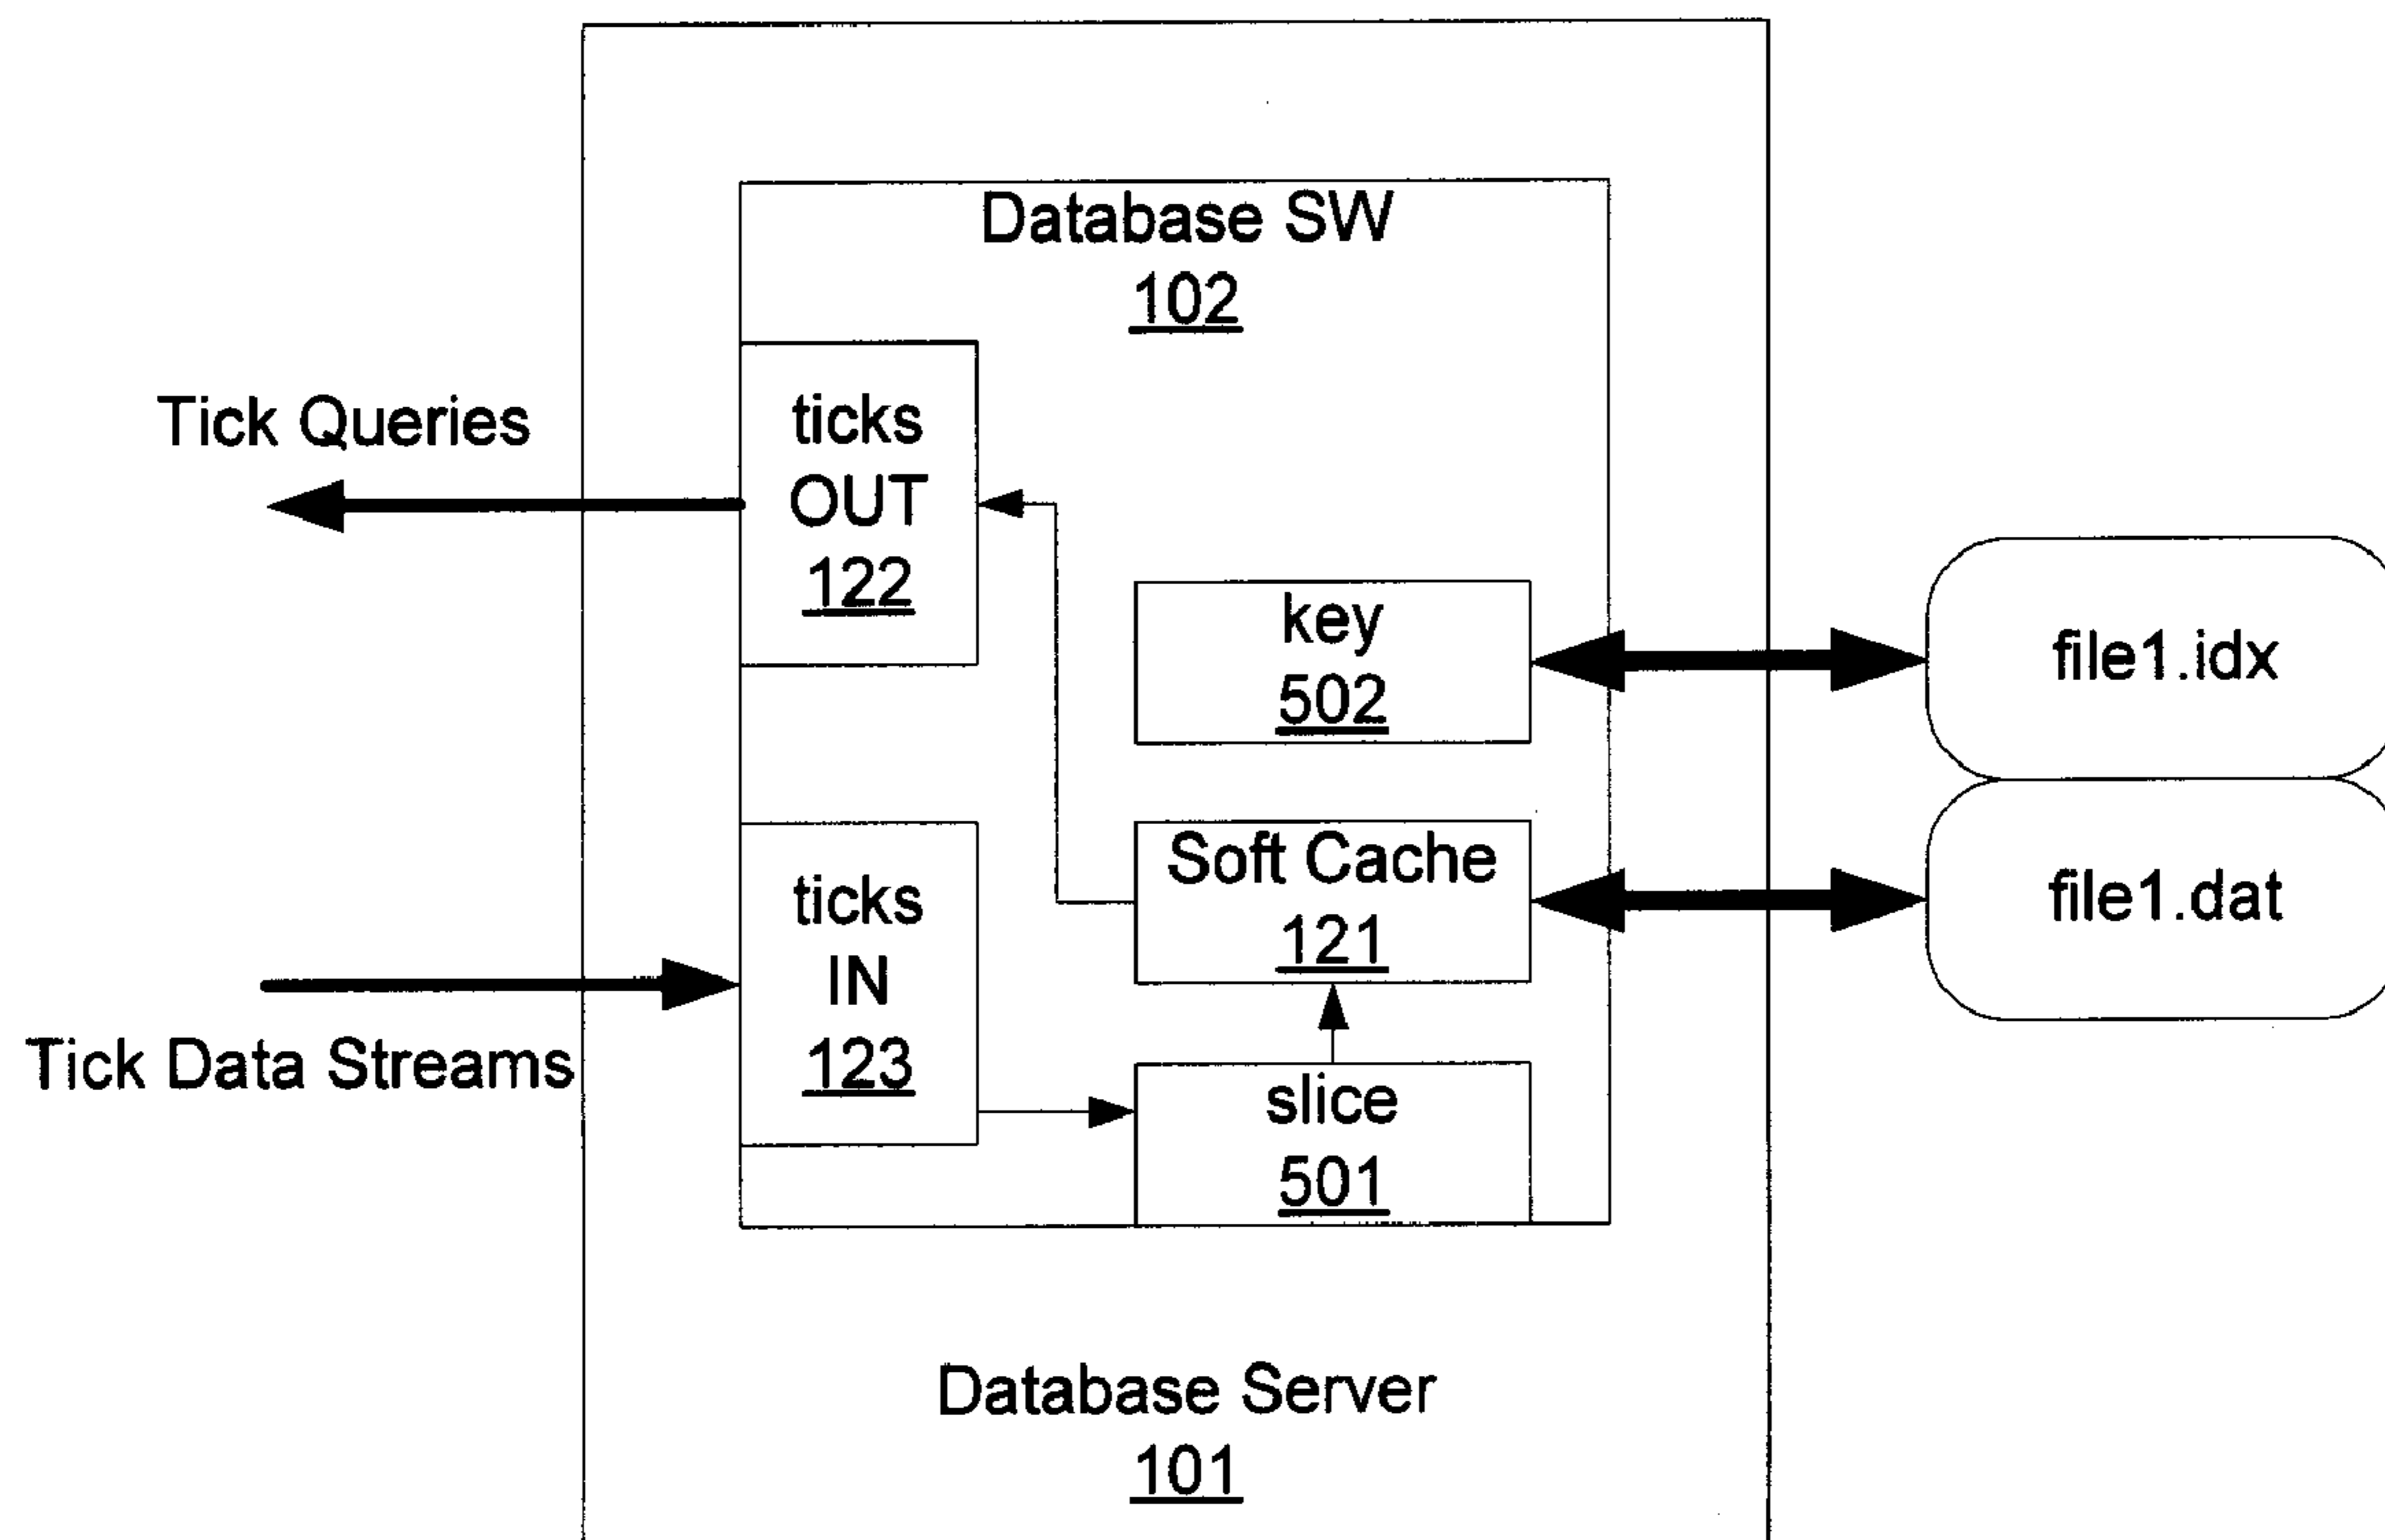 Database SW
102
Tick Queries
ticks
OUT
122
key
502
file1.idx
Soft Cache
121
file1.dat
ticks
IN
123
Tick Data Streams
slice
501
Database Server
101